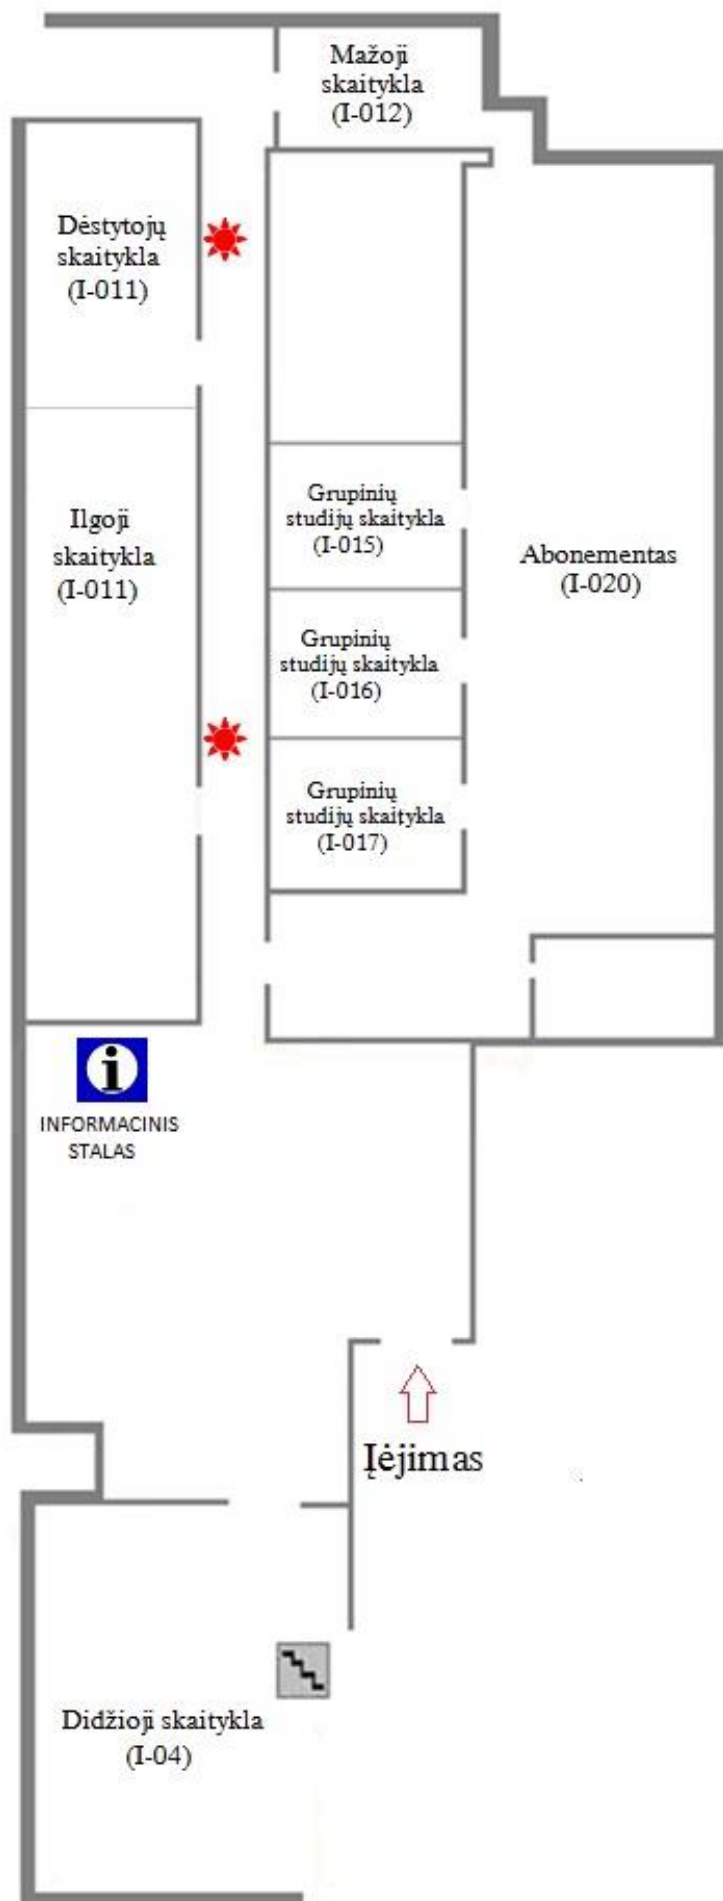 Mažoji
skaitykla
(I-012)
Dėstytojų
skaitykla
(I-011)
Ilgoji
skaitykla
(I-011)
Grupinių
studijų skaitykla
(I-015)
Grupinių
studijų skaitykla
(I-016)
Grupinių
studijų skaitykla
(I-017)
Abonementas
(I-020)
i
INFORMACINIS
STALAS
Įėjimas
Didžioji skaitykla
(I-04)